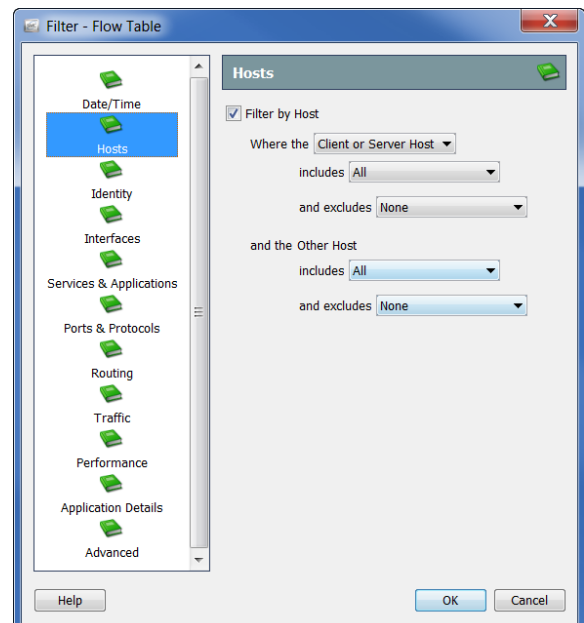 Filter - Flow Table
Date/Time
Hosts
Identity
Interfaces
Services & Applications
Ports & Protocols
Routing
Traffic
Performance
Application Details
Advanced
Hosts
Filter by Host
Where the Client or Server Host
includes All
and excludes None
and the Other Host
includes All
and excludes None
Help
OK
Cancel